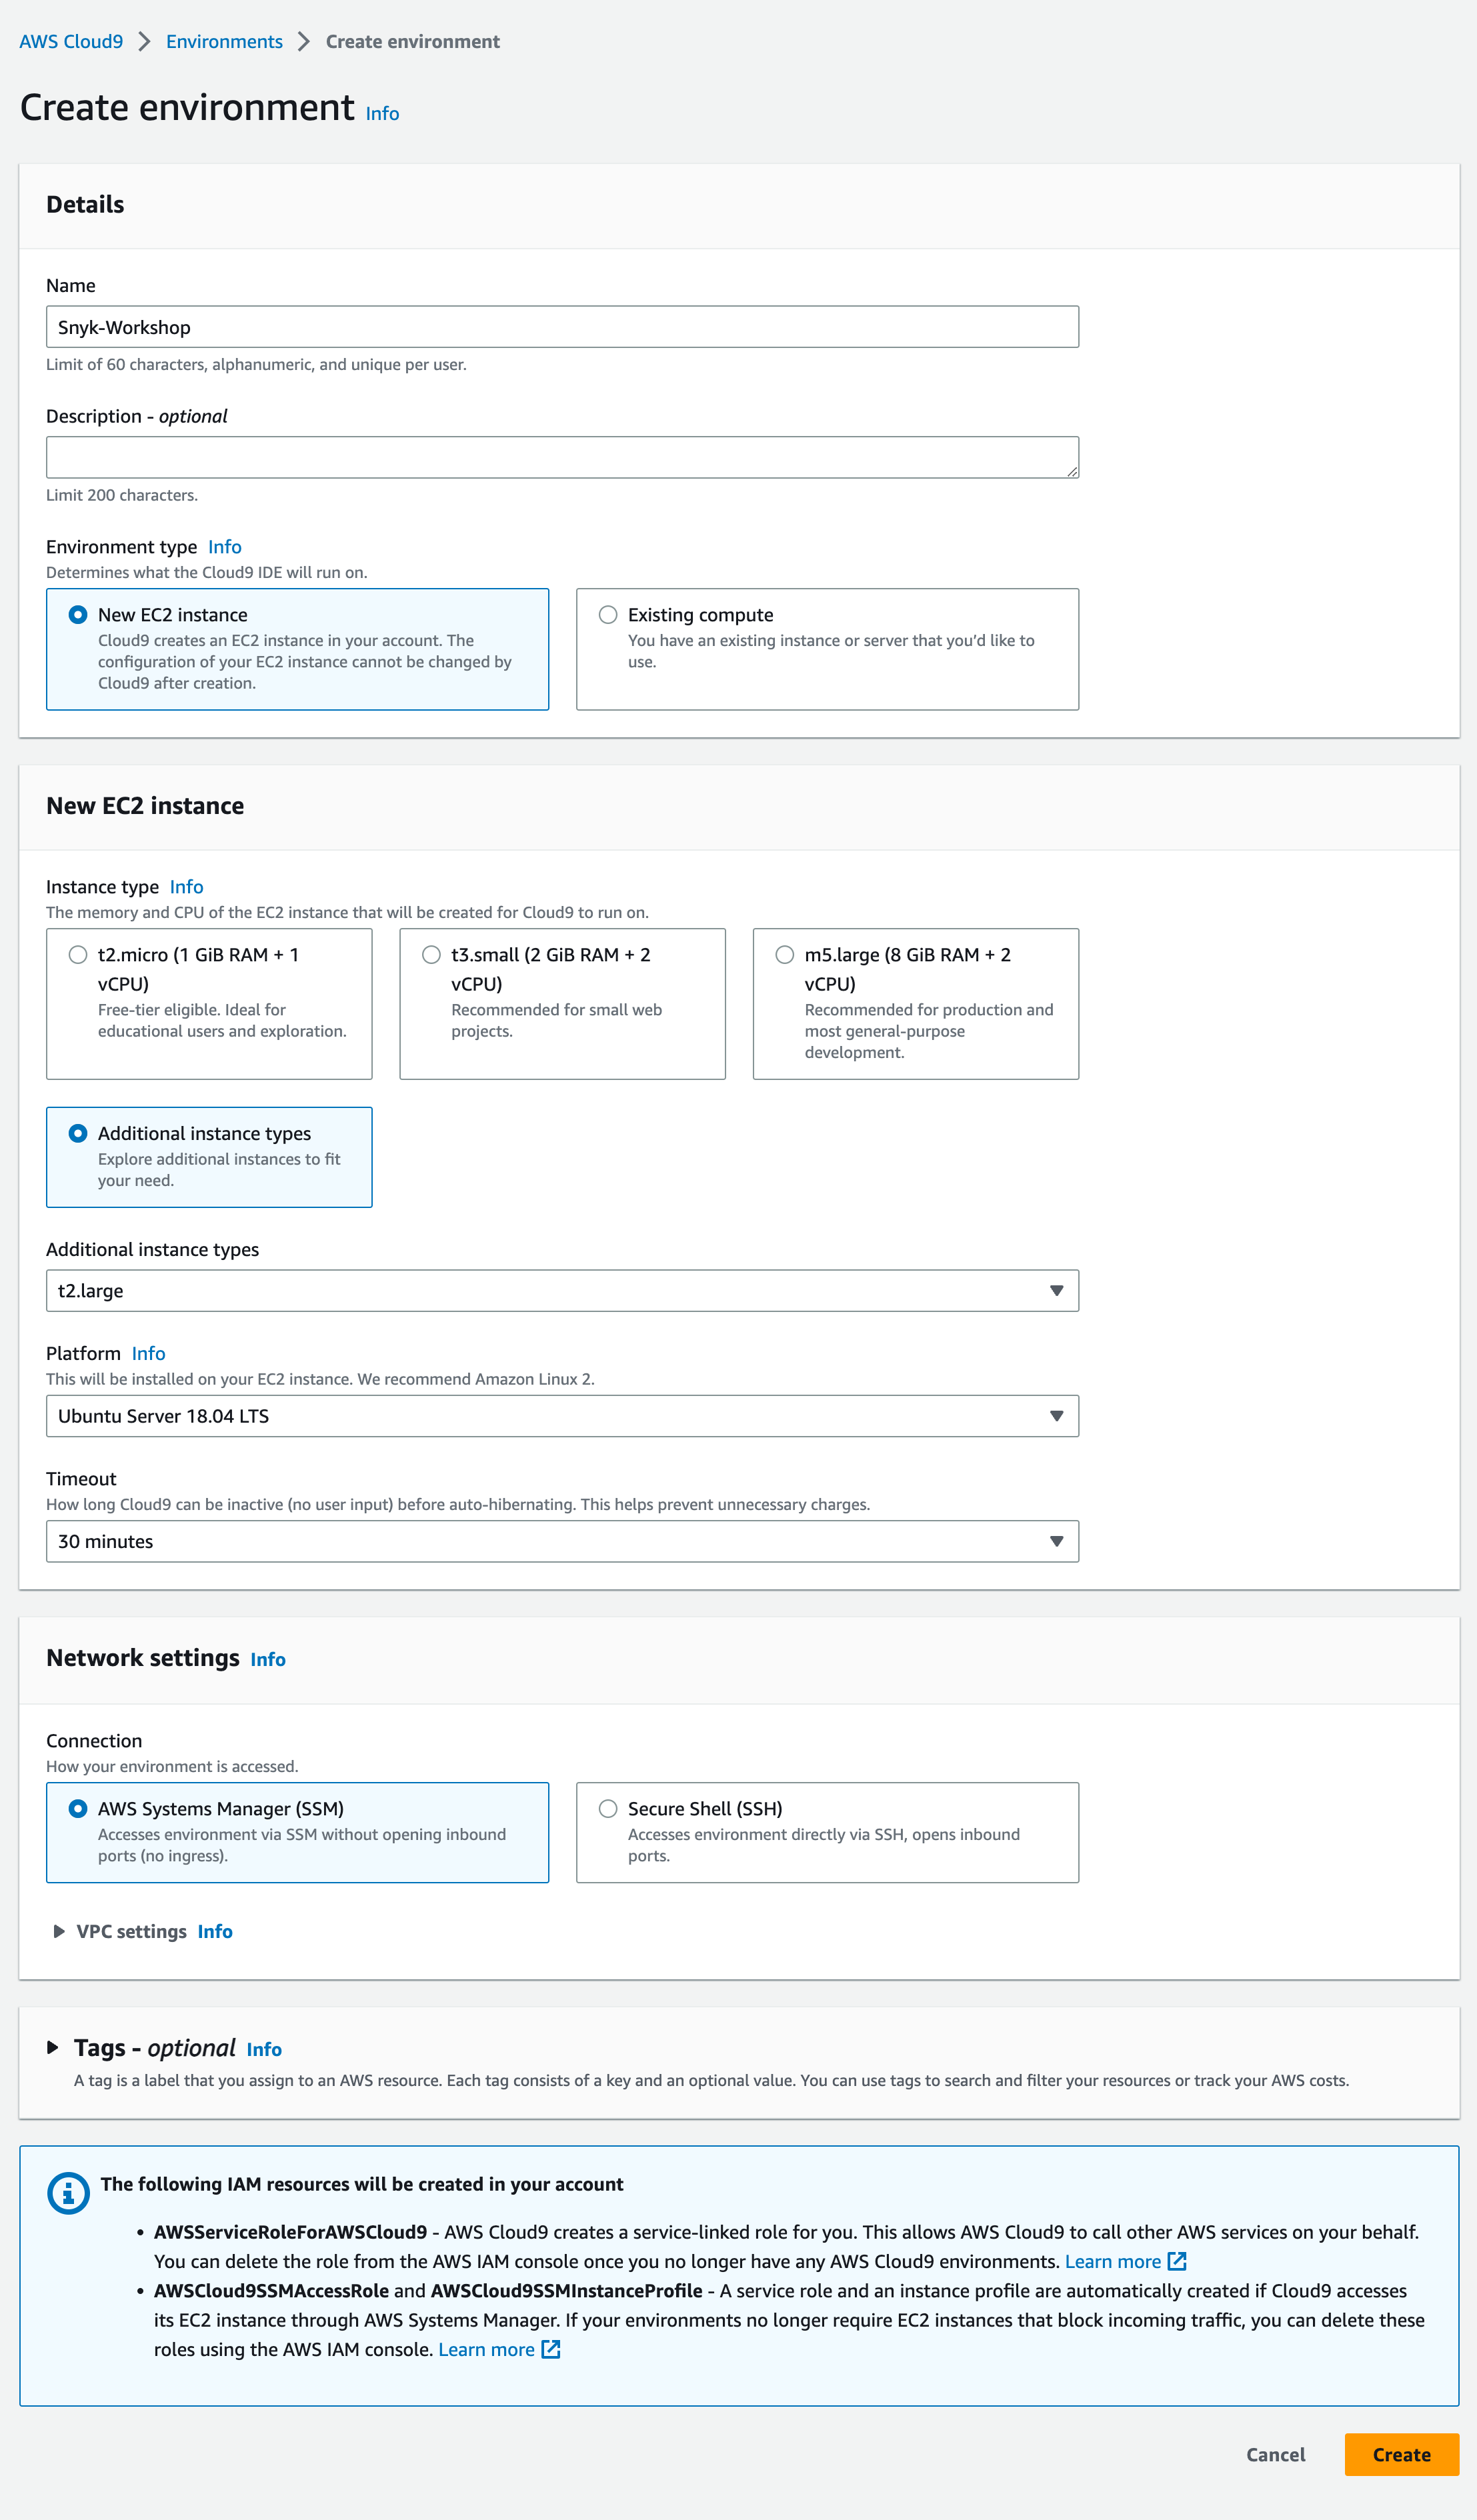 AWS Cloud9 > Environments > Create environment
Create environment Info
Details
Name
Snyk-Workshop
Limit of 60 characters, alphanumeric, and unique per user.
Description - optional
Limit 200 characters.
Environment type Info
Determines what the Cloud9 IDE will run on.
New EC2 instance
Cloud9 creates an EC2 instance in your account. The
configuration of your EC2 instance cannot be changed by
Cloud9 after creation.
Existing compute
You have an existing instance or server that you’d like to
use.
New EC2 instance
Instance type Info
The memory and CPU of the EC2 instance that will be created for Cloud9 to run on.
t2.micro (1 GiB RAM + 1
vCPU)
Free-tier eligible. Ideal for
educational users and exploration.
t3.small (2 GiB RAM + 2
vCPU)
Recommended for small web
projects.
m5.large (8 GiB RAM + 2
vCPU)
Recommended for production and
most general-purpose
development.
Additional instance types
Explore additional instances to fit
your need.
Additional instance types
t2.large
Platform Info
This will be installed on your EC2 instance. We recommend Amazon Linux 2.
Ubuntu Server 18.04 LTS
Timeout
How long Cloud9 can be inactive (no user input) before auto-hibernating. This helps prevent unnecessary charges.
30 minutes
Network settings Info
Connection
How your environment is accessed.
AWS Systems Manager (SSM)
Accesses environment via SSM without opening inbound
ports (no ingress).
Secure Shell (SSH)
Accesses environment directly via SSH, opens inbound
ports.
VPC settings Info
Tags - optional Info
A tag is a label that you assign to an AWS resource. Each tag consists of a key and an optional value. You can use tags to search and filter your resources or track your AWS costs.
The following IAM resources will be created in your account
• AWSServiceRoleForAWSCloud9 - AWS Cloud9 creates a service-linked role for you. This allows AWS Cloud9 to call other AWS services on your behalf.
You can delete the role from the AWS IAM console once you no longer have any AWS Cloud9 environments. Learn more
• AWSCloud9SSMAccessRole and AWSCloud9SSMInstanceProfile - A service role and an instance profile are automatically created if Cloud9 accesses
its EC2 instance through AWS Systems Manager. If your environments no longer require EC2 instances that block incoming traffic, you can delete these
roles using the AWS IAM console. Learn more
Cancel
Create